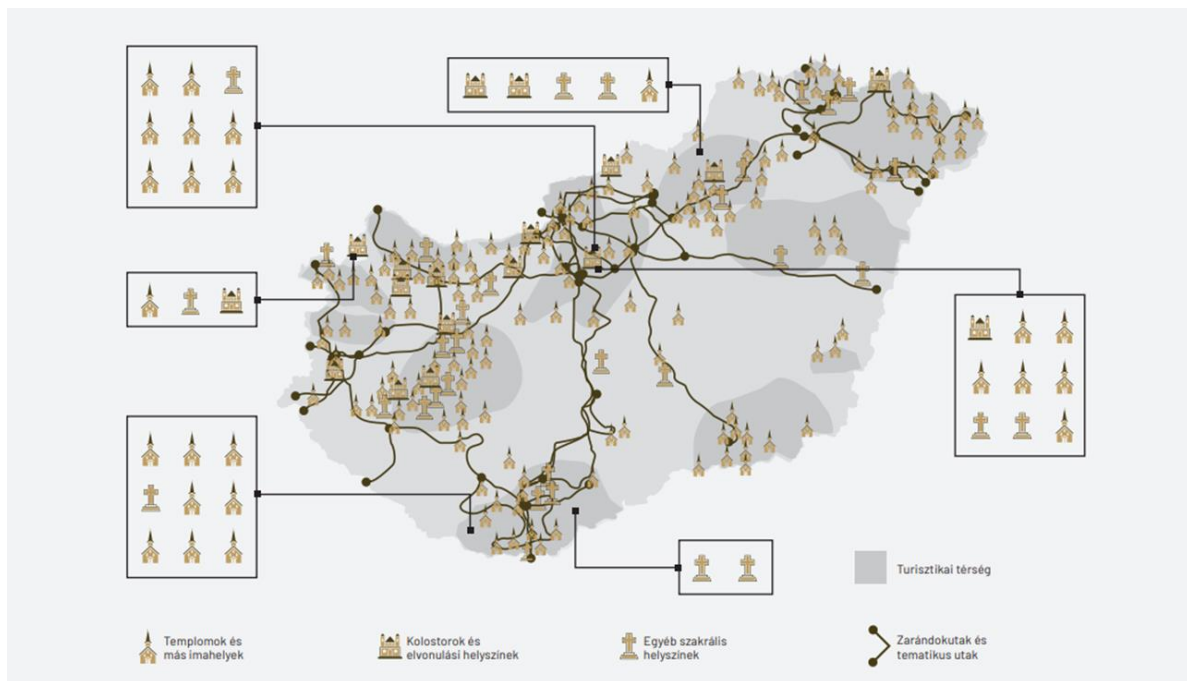 Turisztikai térség
Templomok és
más imahelyek
Kolostorok és
elvonulási helyszínek
Egyéb szakrális
helyszínek
Zarándokutak és
tematikus utak